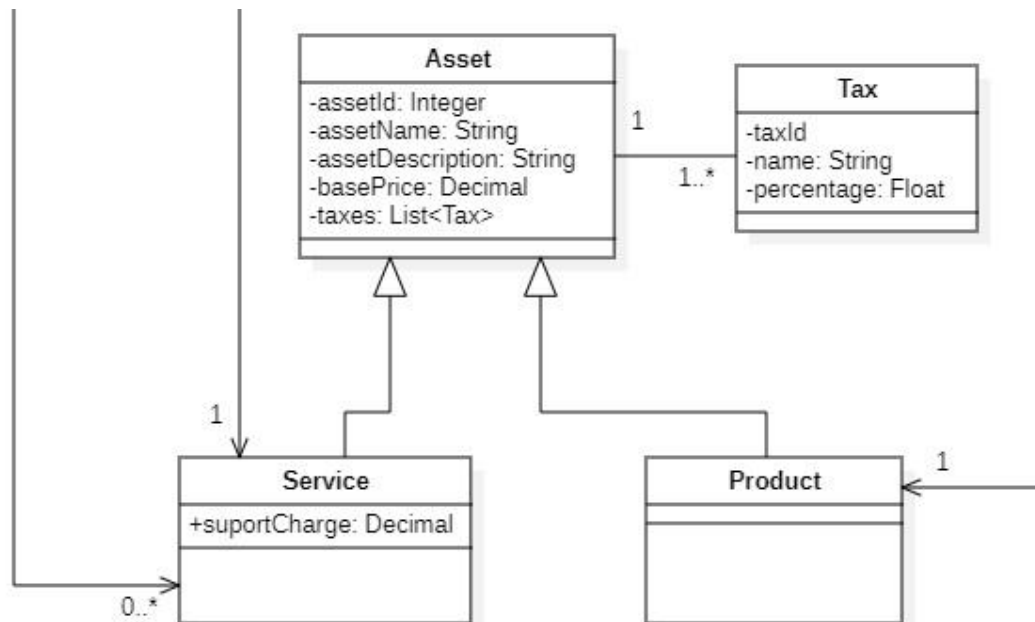 Asset
-assetId: Integer
-assetName: String
-assetDescription: String
-basePrice: Decimal
-taxes: List<Tax>
1
1..*
Tax
-taxId
-name: String
-percentage: Float
1
Service
+suportCharge: Decimal
0..*
Product
1